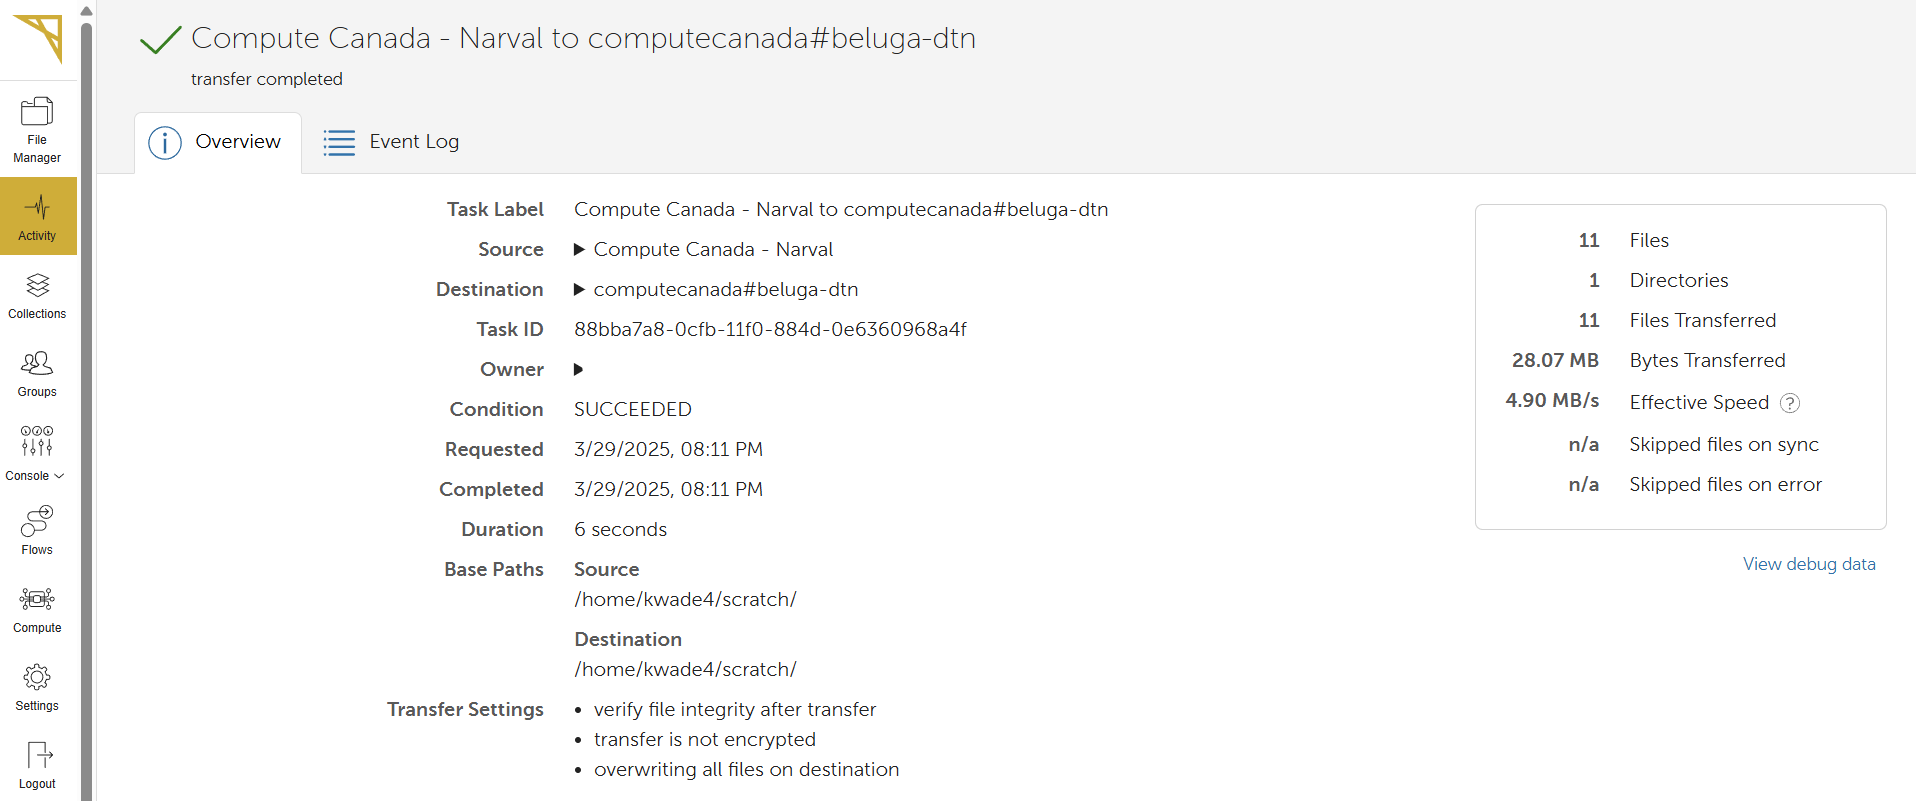 Compute Canada - Narval to computecanada#beluga-dtn
transfer completed
File
Manager
Activity
Collections
Groups
Console
Flows
Compute
Settings
Logout
Overview
Event Log
Task Label Compute Canada - Narval to computecanada#beluga-dtn
Source Compute Canada - Narval
Destination computecanada#beluga-dtn
Task ID 88bba7a8-0cfb-11f0-884d-0e6360968a4f
Owner
Condition SUCCEEDED
Requested 3/29/2025, 08:11 PM
Completed 3/29/2025, 08:11 PM
Duration 6 seconds
Base Paths Source
/home/kwade4/scratch/
Destination
/home/kwade4/scratch/
Transfer Settings • verify file integrity after transfer
• transfer is not encrypted
• overwriting all files on destination
11 Files
1 Directories
11 Files Transferred
28.07 MB Bytes Transferred
4.90 MB/s Effective Speed ?
n/a Skipped files on sync
n/a Skipped files on error
View debug data